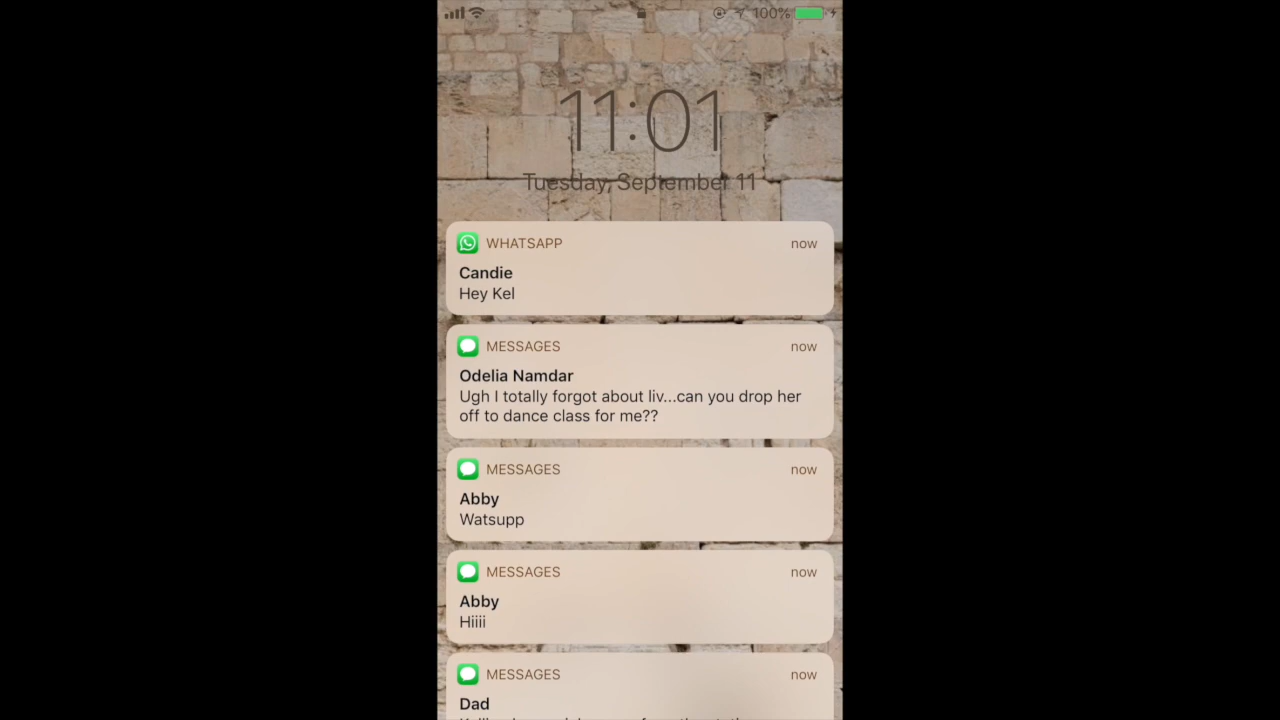 100%
11:01
Tuesday, September 11
WHATSAPP now
Candie
Hey Kel
MESSAGES now
Odelia Namdar
Ugh I totally forgot about liv...can you drop her
off to dance class for me??
MESSAGES now
Abby
Watsupp
MESSAGES now
Abby
Hiiii
MESSAGES now
Dad